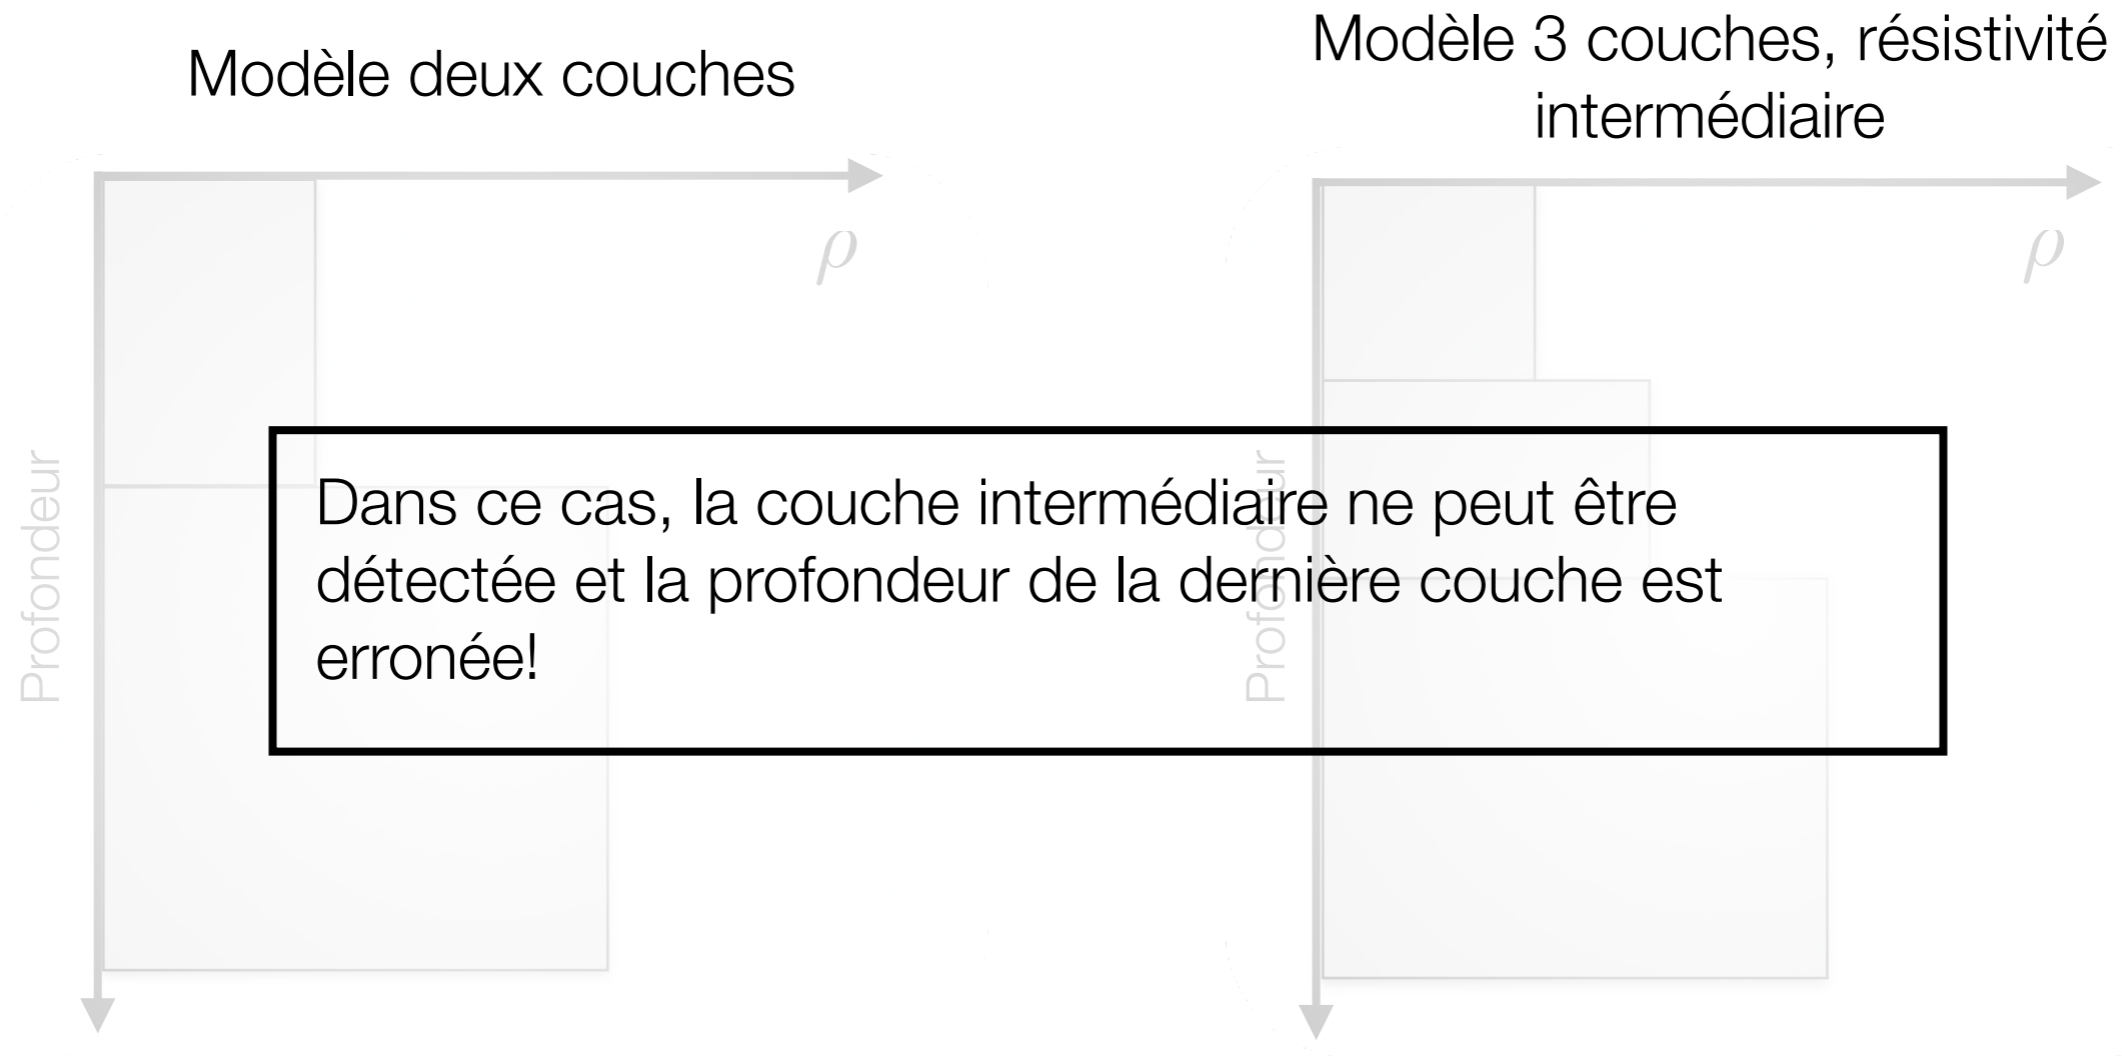 Modèle deux couches
Modèle 3 couches, résistivité
intermédiaire
ρ
ρ
Profondeur
Profondeur
Dans ce cas, la couche intermédiaire ne peut être
détectée et la profondeur de la dernière couche est
erronée!